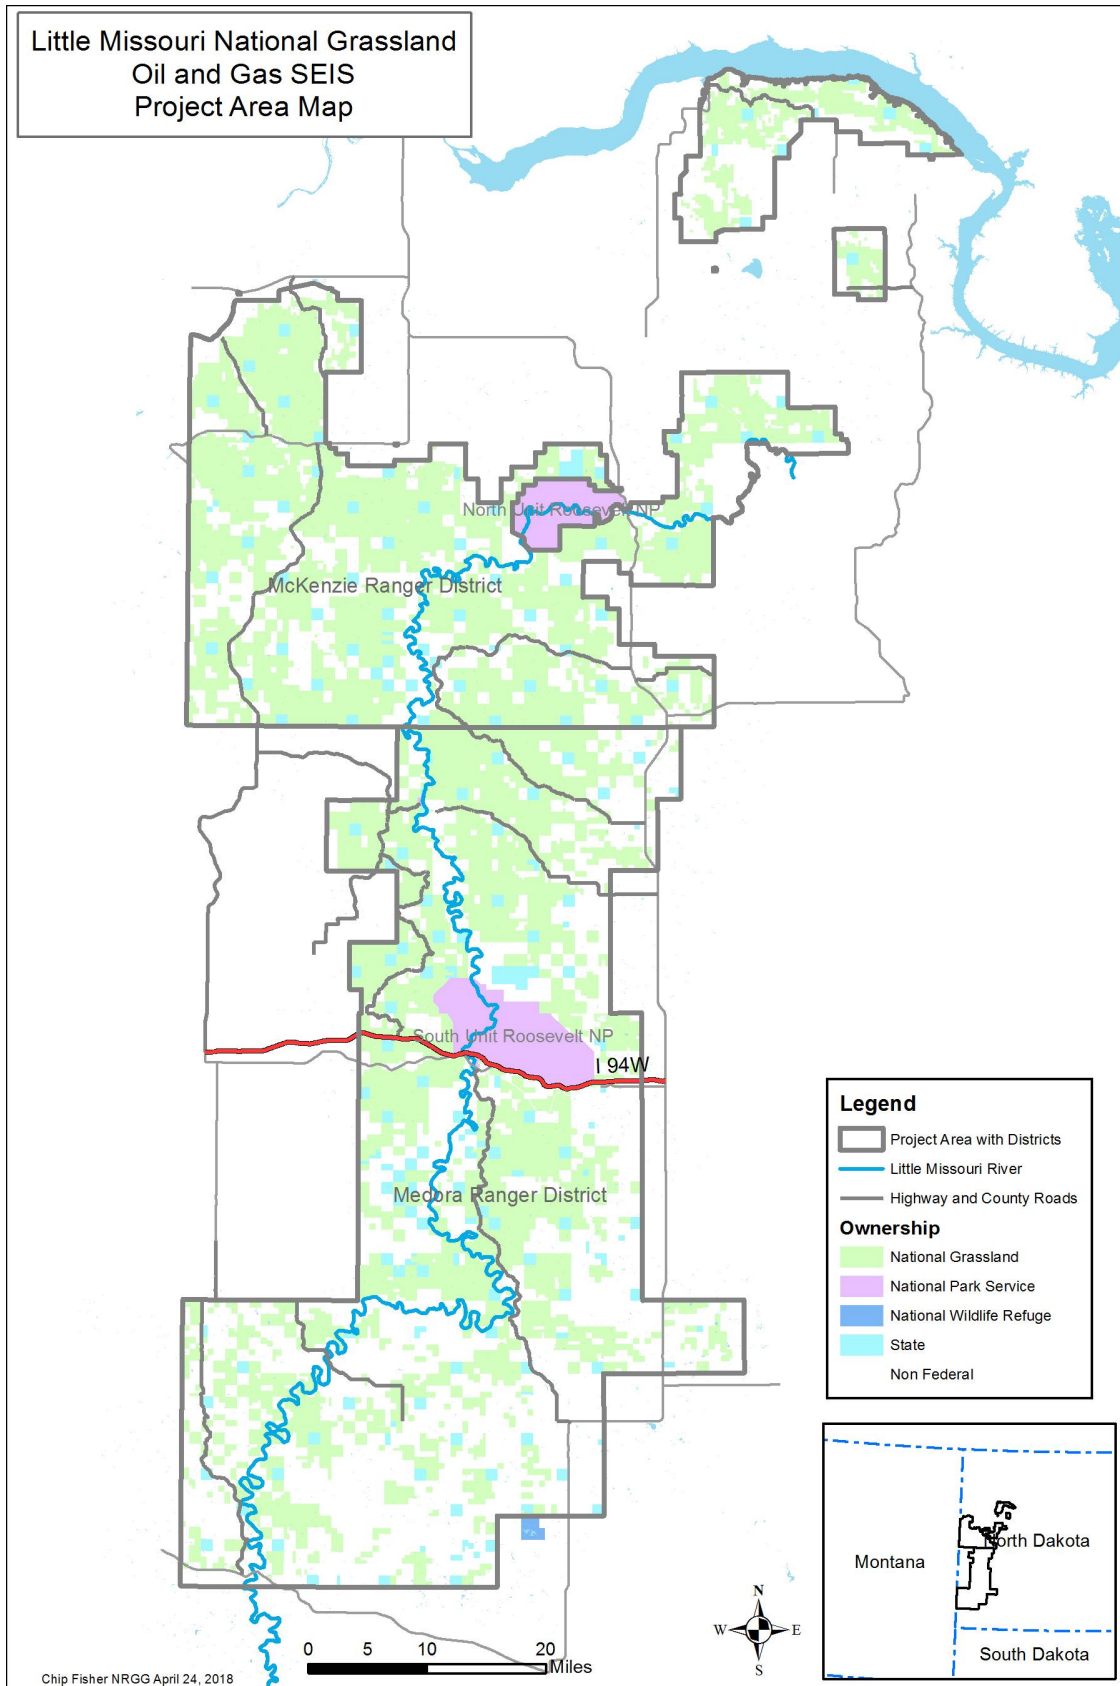 Little Missouri National Grassland
Oil and Gas SEIS
Project Area Map
North Unit Roosevelt NP
McKenzie Ranger District
South Unit Roosevelt NP
I 94W
Medora Ranger District
Legend
Project Area with Districts
Little Missouri River
Highway and County Roads
Ownership
National Grassland
National Park Service
National Wildlife Refuge
State
Non Federal
Montana
North Dakota
South Dakota
N
W E
S
0 5 10 20
Miles
Chip Fisher NRGG April 24, 2018